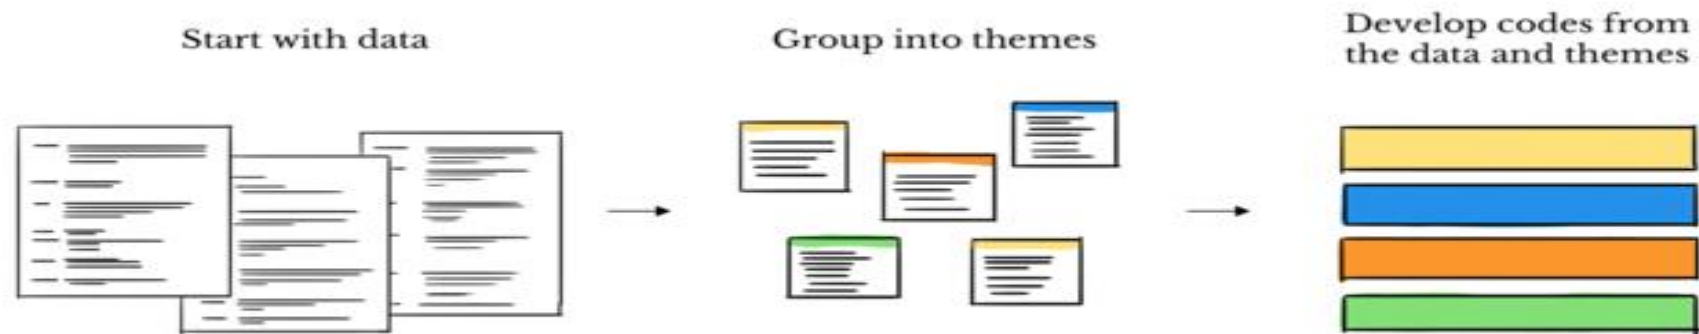 Start with data
Group into themes
Develop codes from
the data and themes